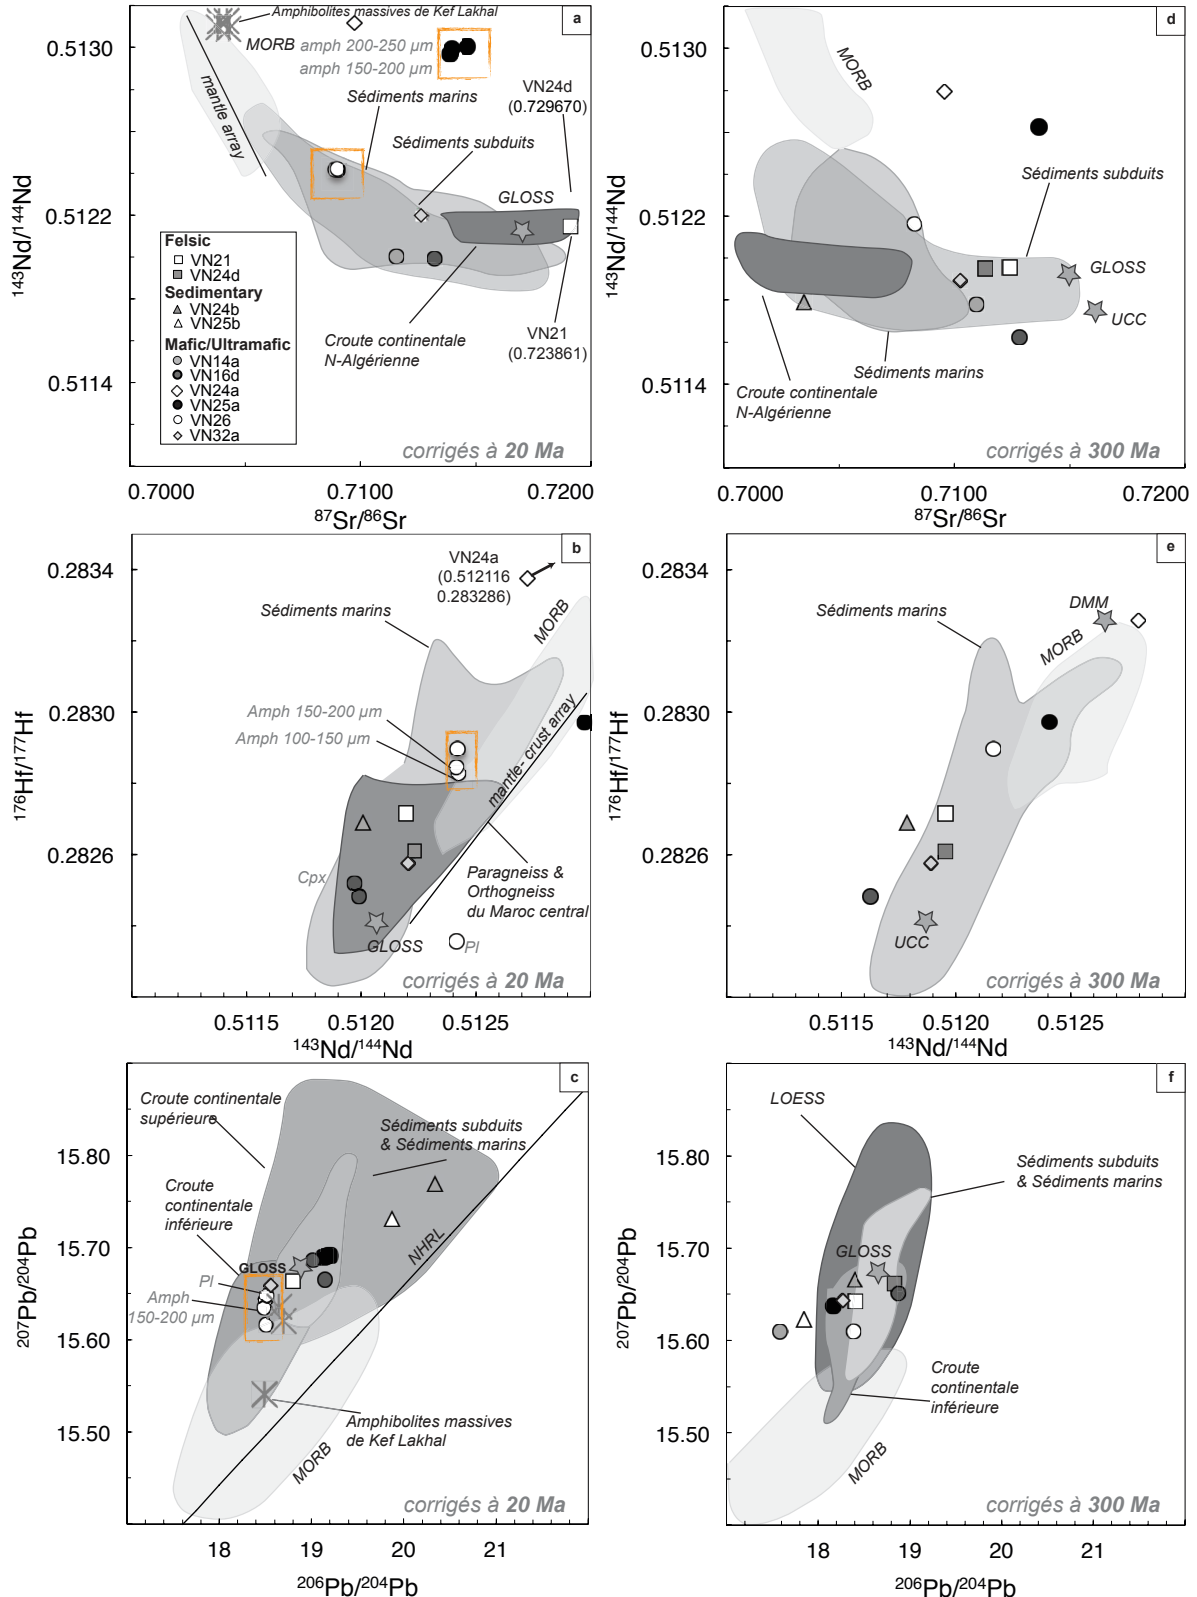 a
Amphibolites massives de Kef Lakhal
0.5130
MORB
amph 200-250 µm
amph 150-200 µm
mantle array
Sédiments marins
VN24d
(0.729670)
Sédiments subduits
GLOSS
0.5122
143Nd/144Nd
Felsic
VN21
VN24d
Sedimentary
VN24b
VN25b
Mafic/Ultramafic
VN14a
VN16d
VN24a
VN25a
VN26
VN32a
Croute continentale
N-Algérienne
VN21
(0.723861)
0.5114
corrigés à 20 Ma
0.7000
0.7100
0.7200
87Sr/86Sr
d
0.5130
MORB
Sédiments subduits
0.5122
143Nd/144Nd
GLOSS
UCC
Sédiments marins
0.5114
Croute continentale
N-Algérienne
corrigés à 300 Ma
0.7000
0.7100
0.7200
87Sr/86Sr
b
VN24a
(0.512116
0.283286)
0.2834
Sédiments marins
MORB
Amph 150-200 µm
0.2830
Amph 100-150 µm
mantle- crust array
176Hf/177Hf
0.2826
Cpx
Paragneiss &
Orthogneiss
du Maroc central
GLOSS
Pl
corrigés à 20 Ma
0.5115
0.5120
0.5125
143Nd/144Nd
e
0.2834
DMM
Sédiments marins
MORB
0.2830
176Hf/177Hf
0.2826
UCC
corrigés à 300 Ma
0.5115
0.5120
0.5125
143Nd/144Nd
c
Croute continentale
supérieure
Sédiments subduits
& Sédiments marins
15.80
Croute
continentale
inférieure
15.70
NHRL
GLOSS
Pl
Amph
150-200 µm
207Pb/204Pb
15.60
Amphibolites massives
de Kef Lakhal
15.50
MORB
corrigés à 20 Ma
18
19
20
21
206Pb/204Pb
f
LOESS
15.80
Sédiments subduits
& Sédiments marins
15.70
GLOSS
207Pb/204Pb
15.60
Croute
continentale
inférieure
15.50
MORB
corrigés à 300 Ma
18
19
20
21
206Pb/204Pb